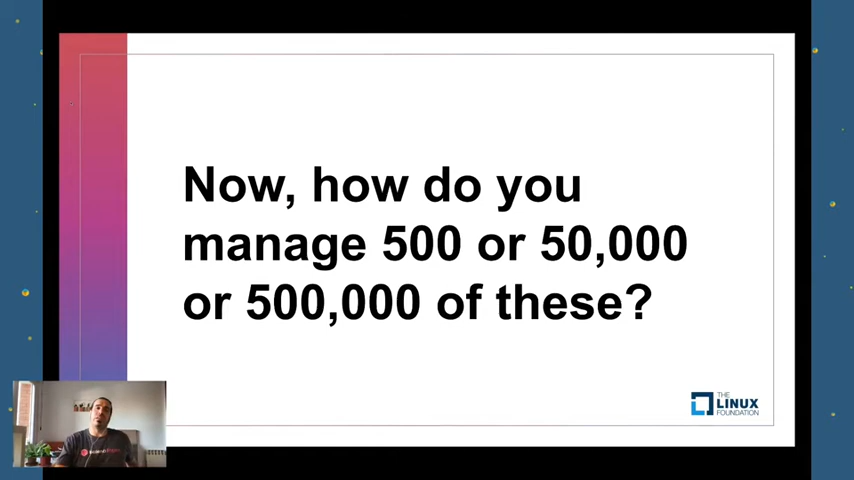 Now, how do you
manage 500 or 50,000
or 500,000 of these?
THE
LINUX
FOUNDATION